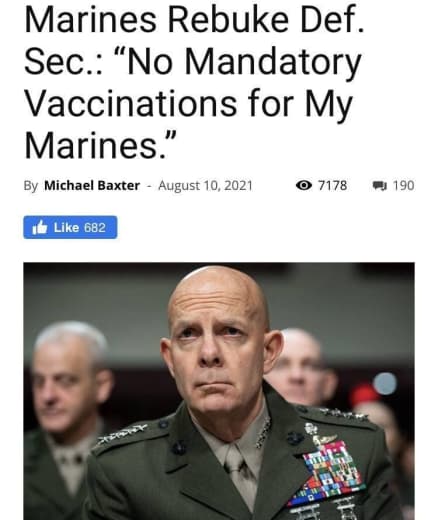 Marines Rebuke Def.
Sec.: “No Mandatory
Vaccinations for My
Marines.”
By Michael Baxter - August 10, 2021 7178 190
Like 682